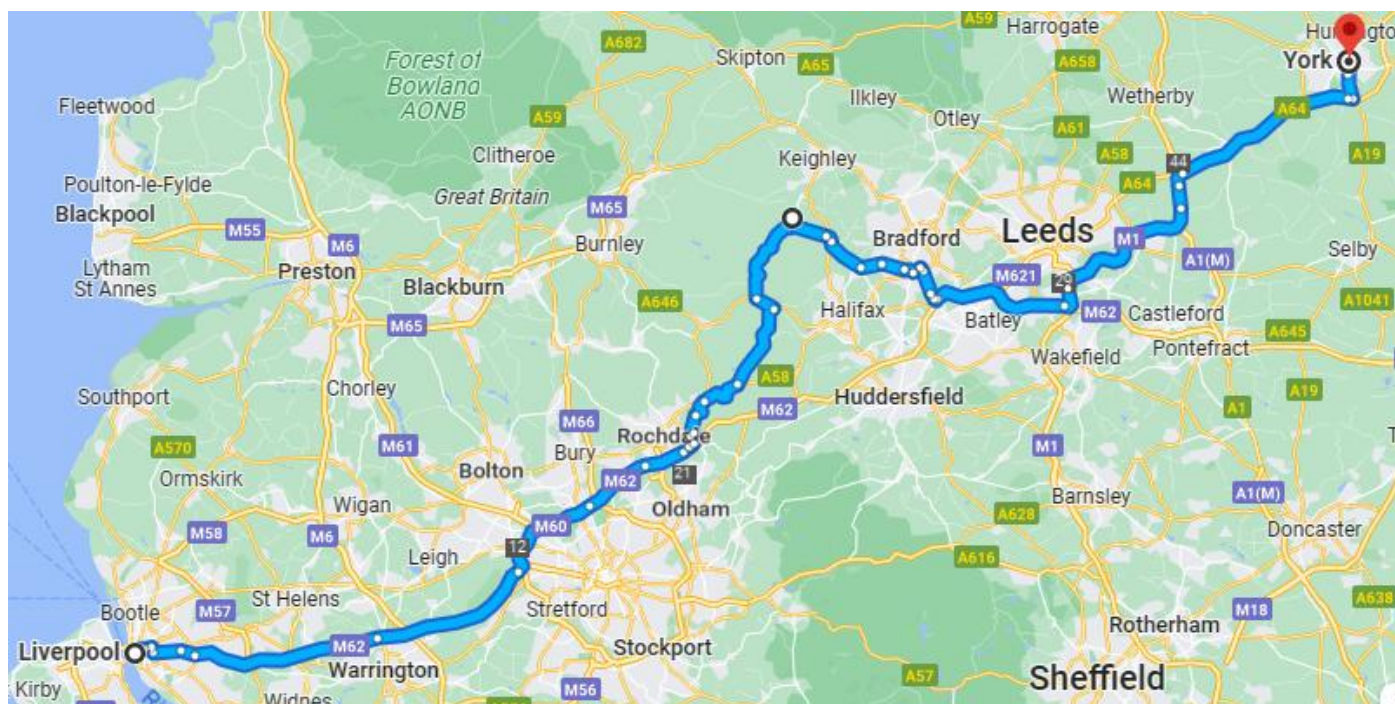 A59
Harrogate
Huntington
A682
Skipton
A65
A658
York
Forest of
Bowland
AONB
Fleetwood
Ilkley
Otley
Wetherby
A64
A59
A61
A58
A19
Clitheroe
Keighley
44
Poulton-le-Fylde
A64
Great Britain
Blackpool
M55
M6
M65
Bradford
Leeds
M1
Selby
Burnley
A1(M)
Lytham
St Annes
Preston
Blackburn
M621
29
A646
A1041
M65
Halifax
Batley
M62
Castleford
A645
Wakefield
Pontefract
Chorley
A58
A19
Southport
Huddersfield
A1
M62
M66
Rochdale
A570
M61
Bury
M1
Bolton
21
Ormskirk
M62
Barnsley
A1(M)
Wigan
Oldham
M60
A628
Doncaster
M58
M6
12
Leigh
A616
St Helens
A638
Bootle
M57
Stretford
M18
Rotherham
M62
Stockport
Liverpool
Warrington
A57
Sheffield
Kirby
Widnes
M56